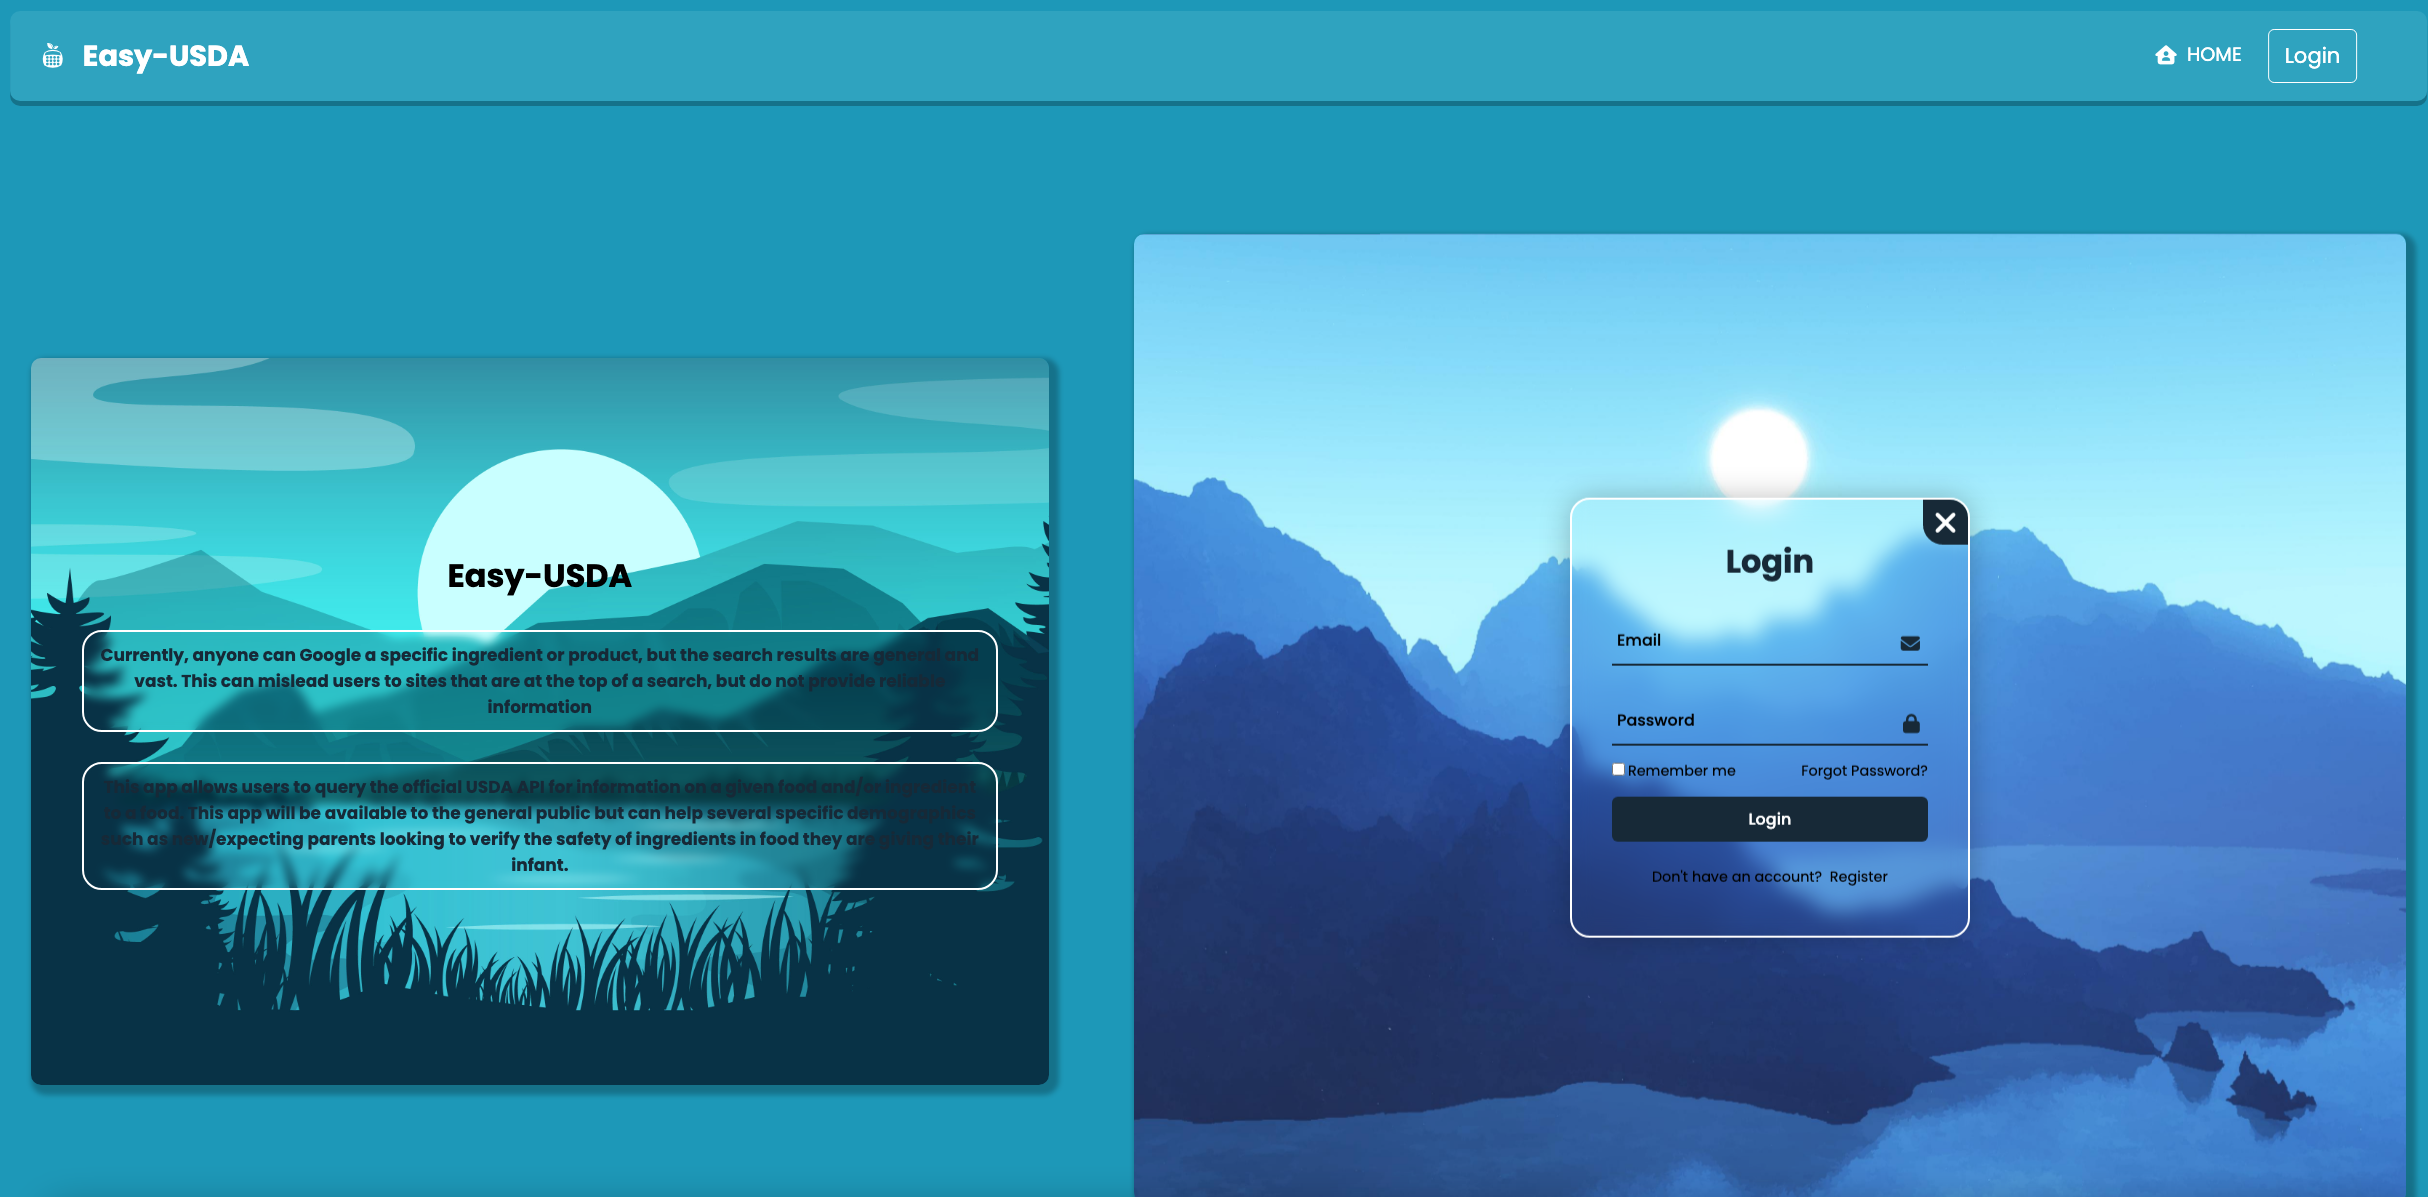 Easy-USDA
HOME
Login
Easy-USDA
Currently, anyone can Google a specific ingredient or product, but the search results are general and
vast. This can mislead users to sites that are at the top of a search, but do not provide reliable
information
This app allows users to query the official USDA API for information on a given food and/or ingredient
to a food. This app will be available to the general public but can help several specific demographics
such as new/expecting parents looking to verify the safety of ingredients in food they are giving their
infant.
Login
Email
Password
Remember me
Forgot Password?
Login
Don't have an account? Register